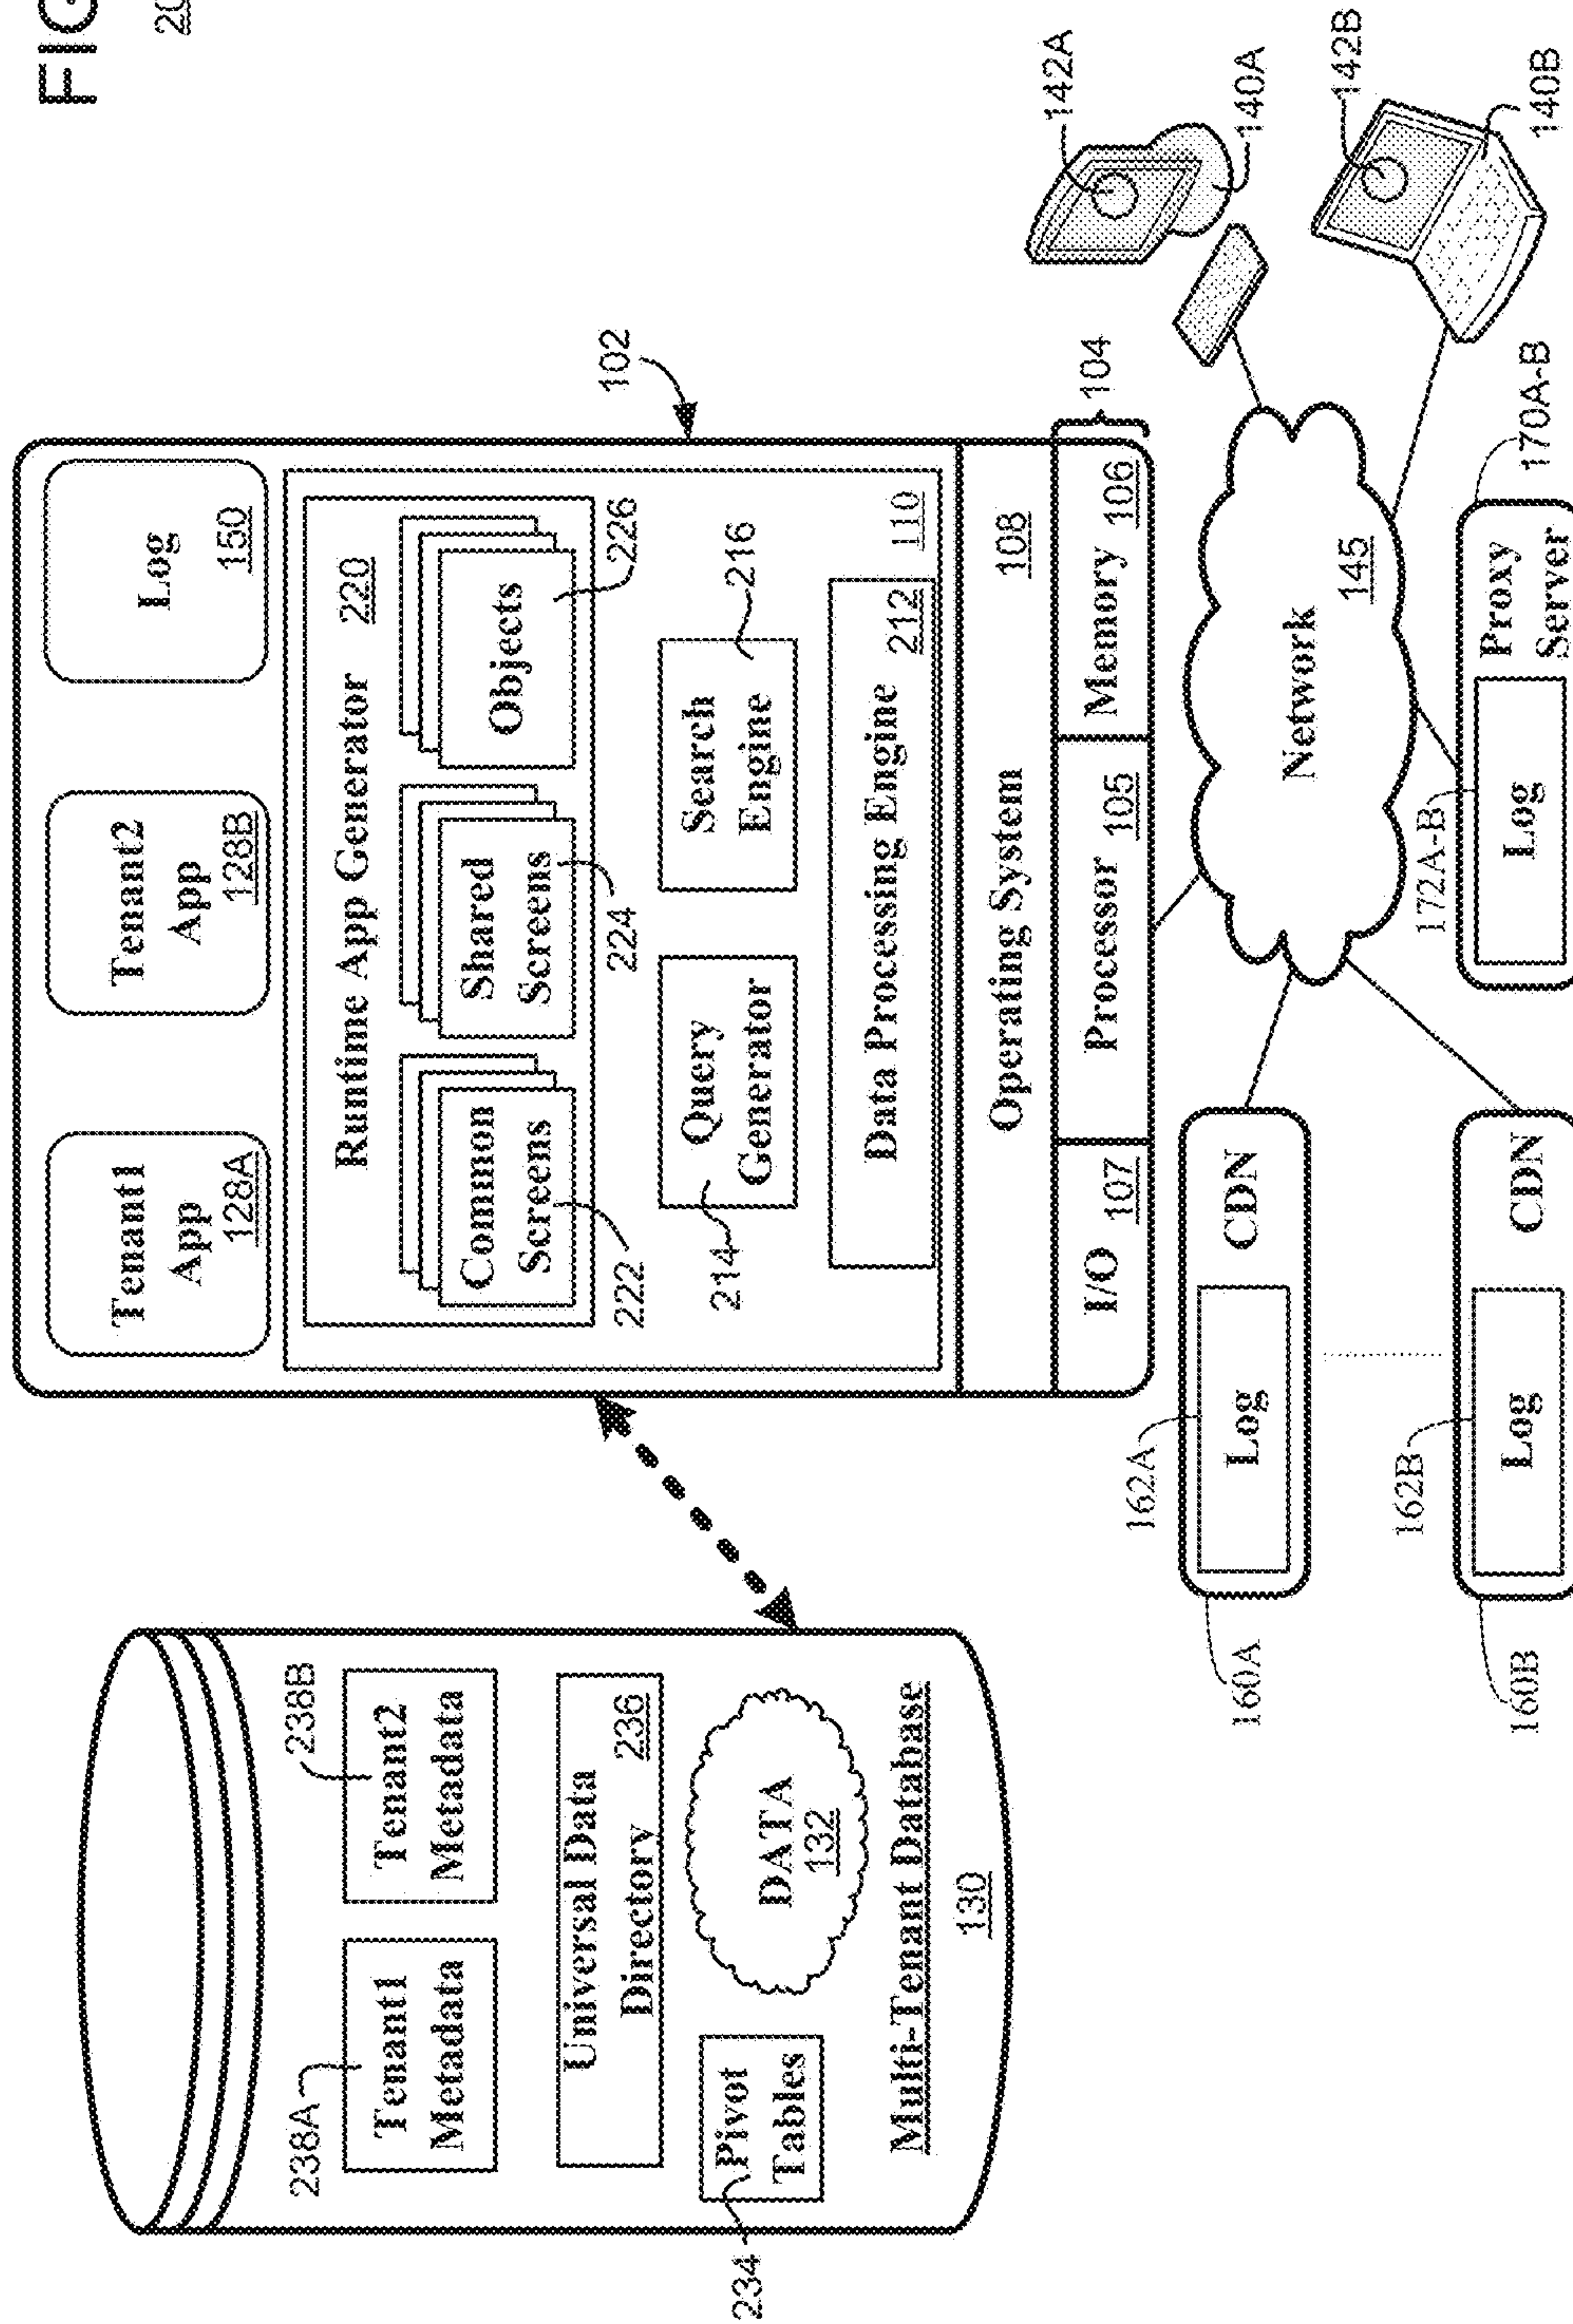 FIG
20
Tenant1
App
128A
Tenant2
App
128B
Log
150
102
Runtime App Generator 220
Common
Screens
222
Shared
Screens
224
Objects
226
Query
Generator
214
Search
Engine
216
Data Processing Engine 212
110
Operating System 108
I/O 107
Processor 105
Memory 106
104
238A
Tenant1
Metadata
238B
Tenant2
Metadata
Universal Data
Directory 236
234
Pivot
Tables
DATA
132
Multi-Tenant Database
130
Network
145
142A
140A
142B
140B
160A
162A
Log
CDN
160B
162B
Log
CDN
172A-B
Log
Proxy
Server
170A-B